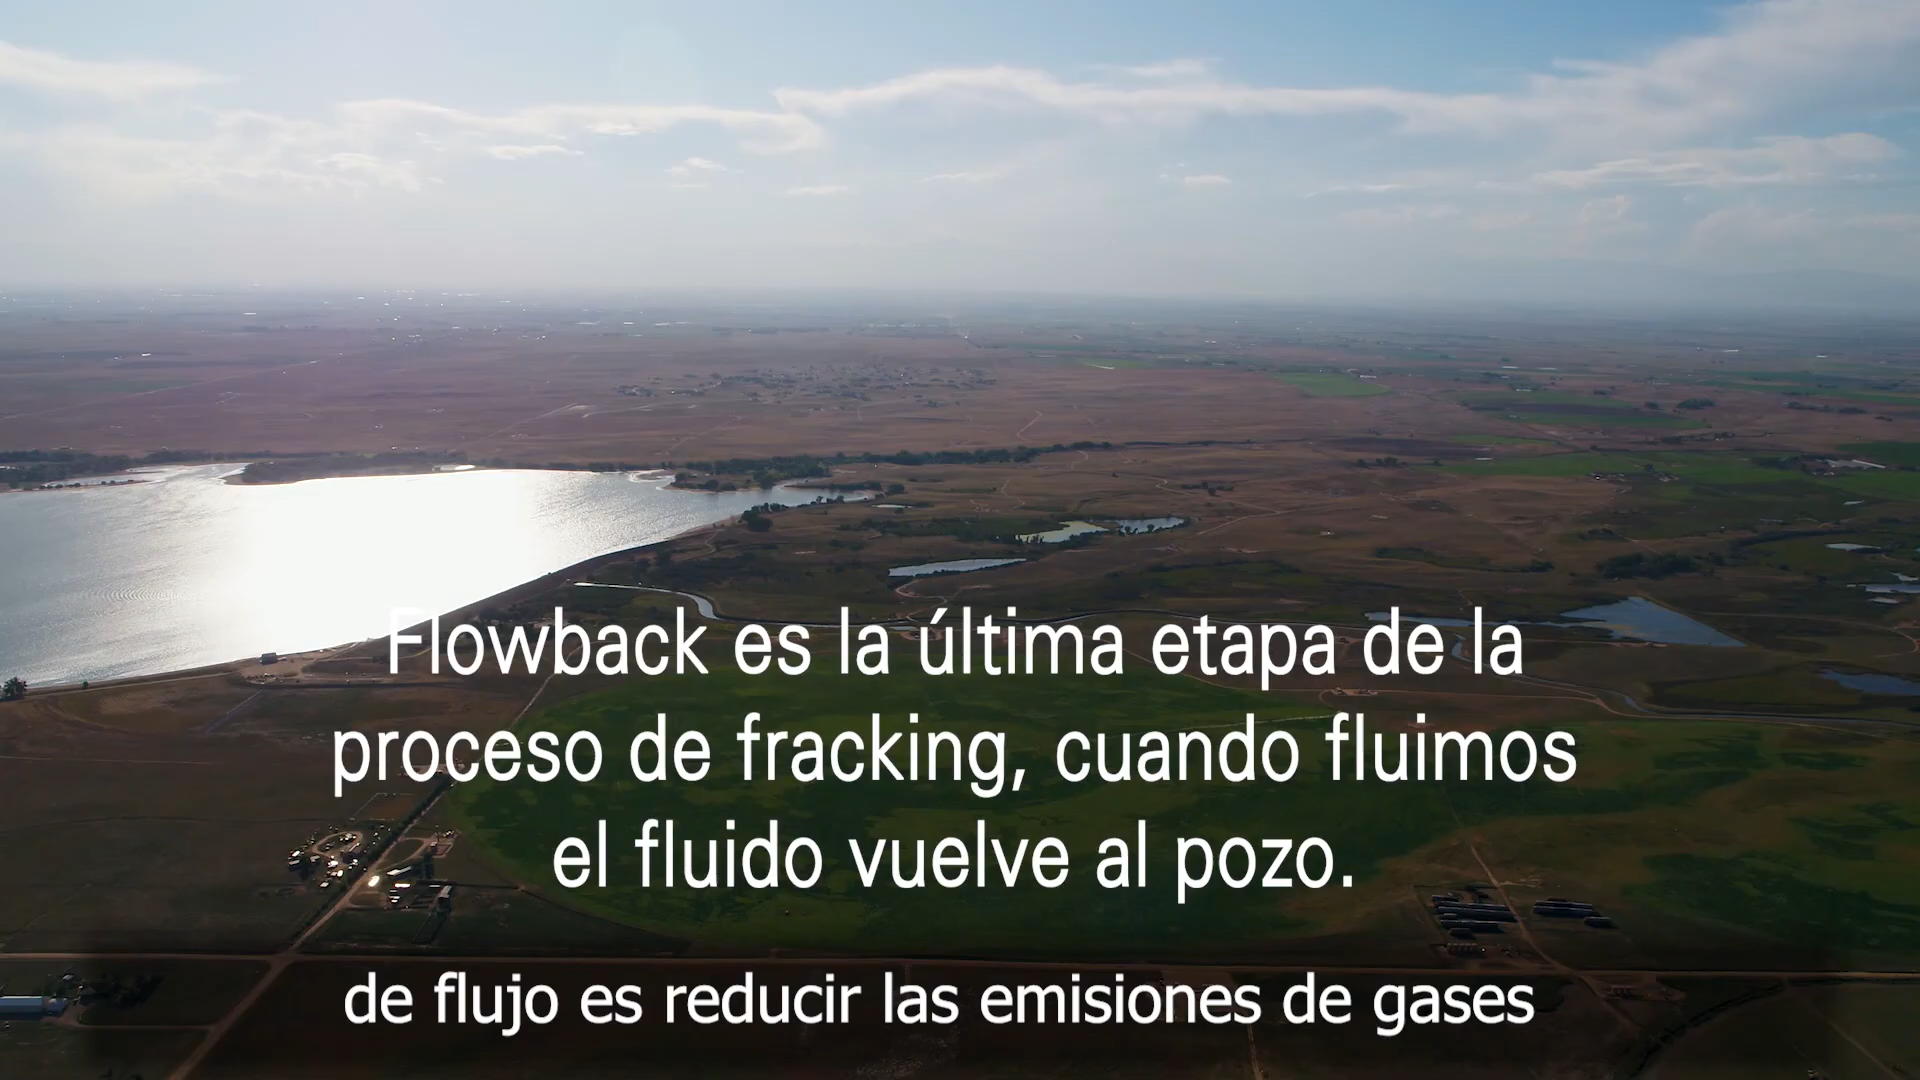 Flowback es la última etapa de la
proceso de fracking, cuando fluimos
el fluido vuelve al pozo.
de flujo es reducir las emisiones de gases